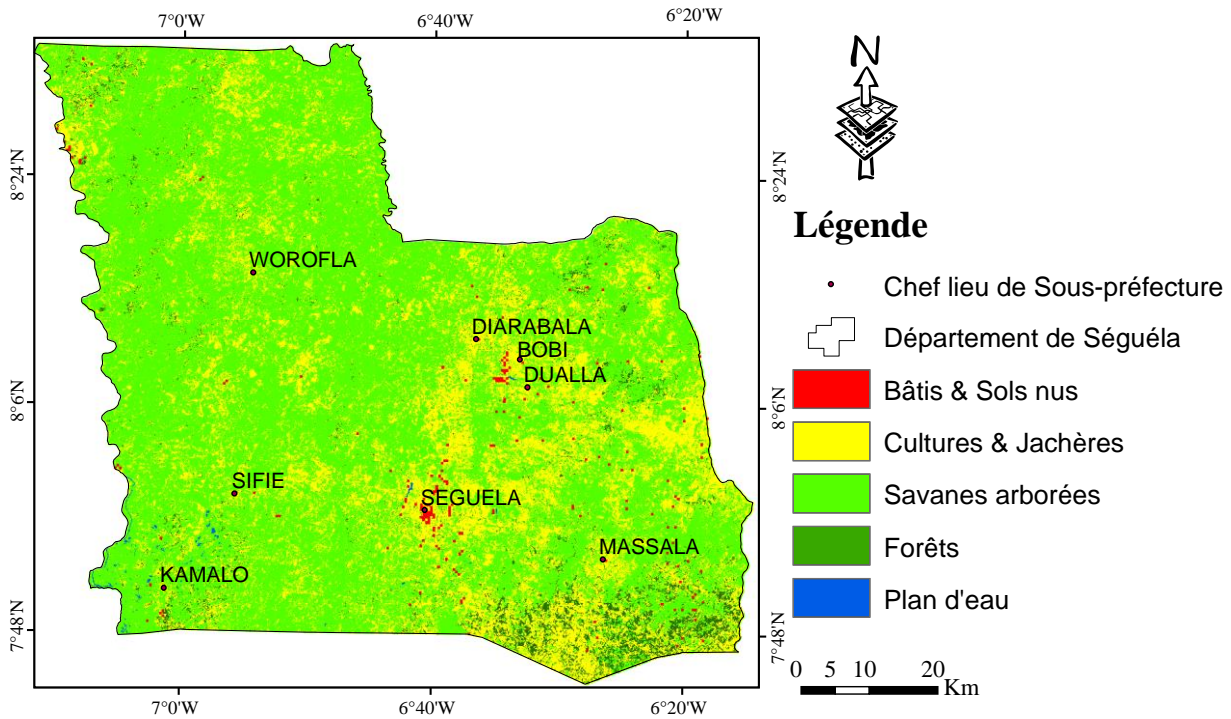 7°0'W
6°40'W
6°20'W
8°24'N
8°24'N
WOROFLA
DIARABALA
BOBI
DUALLA
8°6'N
8°6'N
SIFIE
SEGUELA
MASSALA
KAMALO
7°48'N
7°48'N
7°0'W
6°40'W
6°20'W
N
Légende
Chef lieu de Sous-préfecture
Département de Séguéla
Bâtis & Sols nus
Cultures & Jachères
Savanes arborées
Forêts
Plan d'eau
0 5 10 20
Km